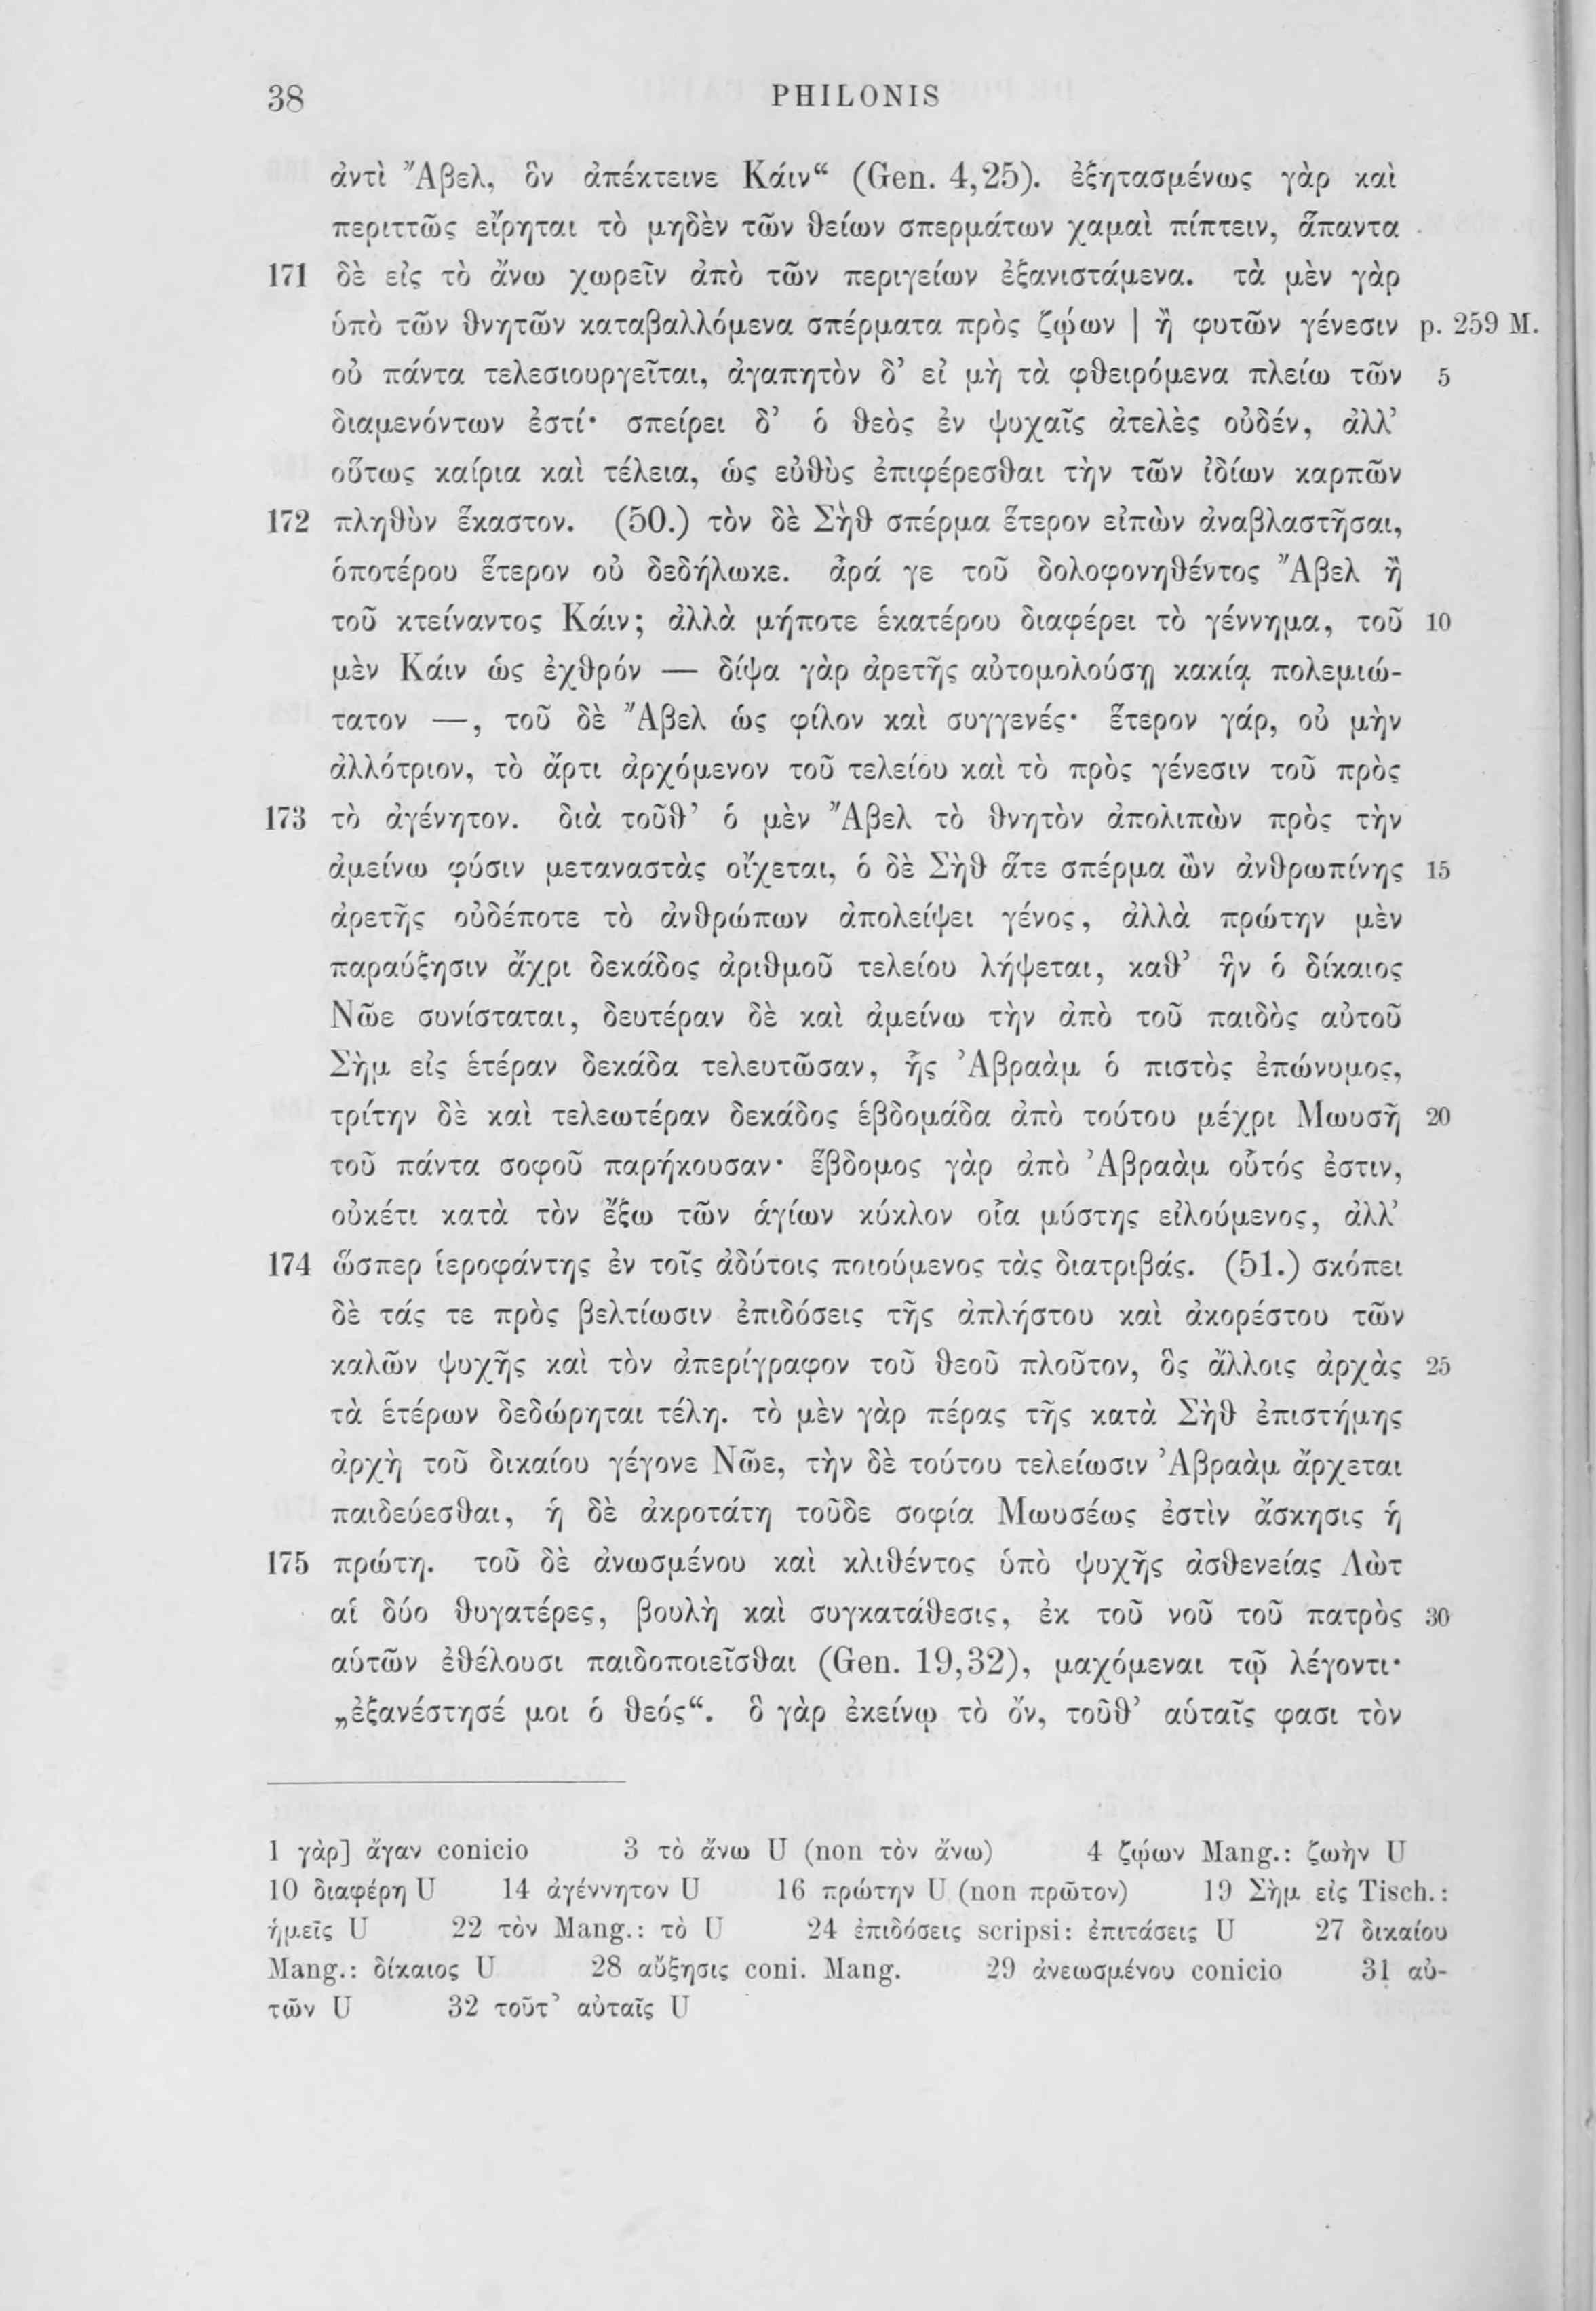 38 PHILONIS
ἀντὶ Ἄβελ, ὃν ἀπέκτεινε Κάιν“ (Gen. 4,25). ἐξητασμένως γὰρ καὶ
περιττῶς εἴρηται τὸ μηδὲν τῶν θείων σπερμάτων χαμαὶ πίπτειν, ἅπαντα
171 δὲ εἰς τὸ ἄνω χωρεῖν ἀπὸ τῶν περιγείων ἐξανιστάμενα. τὰ μὲν γὰρ
ὑπὸ τῶν θνητῶν καταβαλλόμενα σπέρματα πρὸς ζῴων | ἢ φυτῶν γένεσιν p. 259 M.
οὐ πάντα τελεσιουργεῖται, ἀγαπητὸν δ’ εἰ μὴ τὰ φθειρόμενα πλείω τῶν 5
διαμενόντων ἐστί· σπείρει δ’ ὁ θεὸς ἐν ψυχαῖς ἀτελὲς οὐδέν, ἀλλ’
οὕτως καίρια καὶ τέλεια, ὡς εὐθὺς ἐπιφέρεσθαι τὴν τῶν ἰδίων καρπῶν
172 πληθὺν ἕκαστον. (50.) τὸν δὲ Σὴθ σπέρμα ἕτερον εἰπὼν ἀναβλαστῆσαι,
ὁποτέρου ἕτερον οὐ δεδήλωκε. ἆρά γε τοῦ δολοφονηθέντος Ἄβελ ἢ
τοῦ κτείναντος Κάιν; ἀλλὰ μήποτε ἑκατέρου διαφέρει τὸ γέννημα, τοῦ 10
μὲν Κάιν ὡς ἐχθρόν — δίψα γὰρ ἀρετῆς αὐτομολούσῃ κακίᾳ πολεμιώ-
τατον —, τοῦ δὲ Ἄβελ ὡς φίλον καὶ συγγενές· ἕτερον γάρ, οὐ μὴν
ἀλλότριον, τὸ ἄρτι ἀρχόμενον τοῦ τελείου καὶ τὸ πρὸς γένεσιν τοῦ πρὸς
173 τὸ ἀγένητον. διὰ τοῦθ’ ὁ μὲν Ἄβελ τὸ θνητὸν ἀπολιπὼν πρὸς τὴν
ἀμείνω φύσιν μεταναστὰς οἴχεται, ὁ δὲ Σὴθ ἅτε σπέρμα ὢν ἀνθρωπίνης 15
ἀρετῆς οὐδέποτε τὸ ἀνθρώπων ἀπολείψει γένος, ἀλλὰ πρώτην μὲν
παραύξησιν ἄχρι δεκάδος ἀριθμοῦ τελείου λήψεται, καθ’ ἣν ὁ δίκαιος
Νῶε συνίσταται, δευτέραν δὲ καὶ ἀμείνω τὴν ἀπὸ τοῦ παιδὸς αὐτοῦ
Σὴμ εἰς ἑτέραν δεκάδα τελευτῶσαν, ἧς Ἀβραὰμ ὁ πιστὸς ἐπώνυμος,
τρίτην δὲ καὶ τελεωτέραν δεκάδος ἑβδομάδα ἀπὸ τούτου μέχρι Μωυσῆ 20
τοῦ πάντα σοφοῦ παρήκουσαν· ἕβδομος γὰρ ἀπὸ Ἀβραὰμ οὗτός ἐστιν,
οὐκέτι κατὰ τὸν ἔξω τῶν ἁγίων κύκλον οἷα μύστης εἰλούμενος, ἀλλ’
174 ὥσπερ ἱεροφάντης ἐν τοῖς ἀδύτοις ποιούμενος τὰς διατριβάς. (51.) σκόπει
δὲ τάς τε πρὸς βελτίωσιν ἐπιδόσεις τῆς ἀπλήστου καὶ ἀκορέστου τῶν
καλῶν ψυχῆς καὶ τὸν ἀπερίγραφον τοῦ θεοῦ πλοῦτον, ὃς ἄλλοις ἀρχὰς 25
τὰ ἑτέρων δεδώρηται τέλη. τὸ μὲν γὰρ πέρας τῆς κατὰ Σὴθ ἐπιστήμης
ἀρχὴ τοῦ δικαίου γέγονε Νῶε, τὴν δὲ τούτου τελείωσιν Ἀβραὰμ ἄρχεται
παιδεύεσθαι, ἡ δὲ ἀκροτάτη τοῦδε σοφία Μωυσέως ἐστὶν ἄσκησις ἡ
175 πρώτη. τοῦ δὲ ἀνωσμένου καὶ κλιθέντος ὑπὸ ψυχῆς ἀσθενείας Λὼτ
αἱ δύο θυγατέρες, βουλὴ καὶ συγκατάθεσις, ἐκ τοῦ νοῦ τοῦ πατρὸς 30
αὑτῶν ἐθέλουσι παιδοποιεῖσθαι (Gen. 19,32), μαχόμεναι τῷ λέγοντι·
„ἐξανέστησέ μοι ὁ θεός“. ὃ γὰρ ἐκείνῳ τὸ ὄν, τοῦθ’ αὑταῖς φασι τὸν
1 γὰρ] ἄγαν conicio 3 τὸ ἄνω U (non τὸν ἄνω) 4 ζῴων Mang.: ζωὴν U
10 διαφέρη U 14 ἀγέννητον U 16 πρώτην U (non πρῶτον) 19 Σὴμ εἰς Tisch.:
ἡμεῖς U 22 τὸν Mang.: τὸ U 24 ἐπιδόσεις scripsi: ἐπιτάσεις U 27 δικαίου
Mang.: δίκαιος U 28 αὔξησις coni. Mang. 29 ἀνεωσμένου conicio 31 αὐ-
τῶν U 32 τοῦτ’ αὐταῖς U